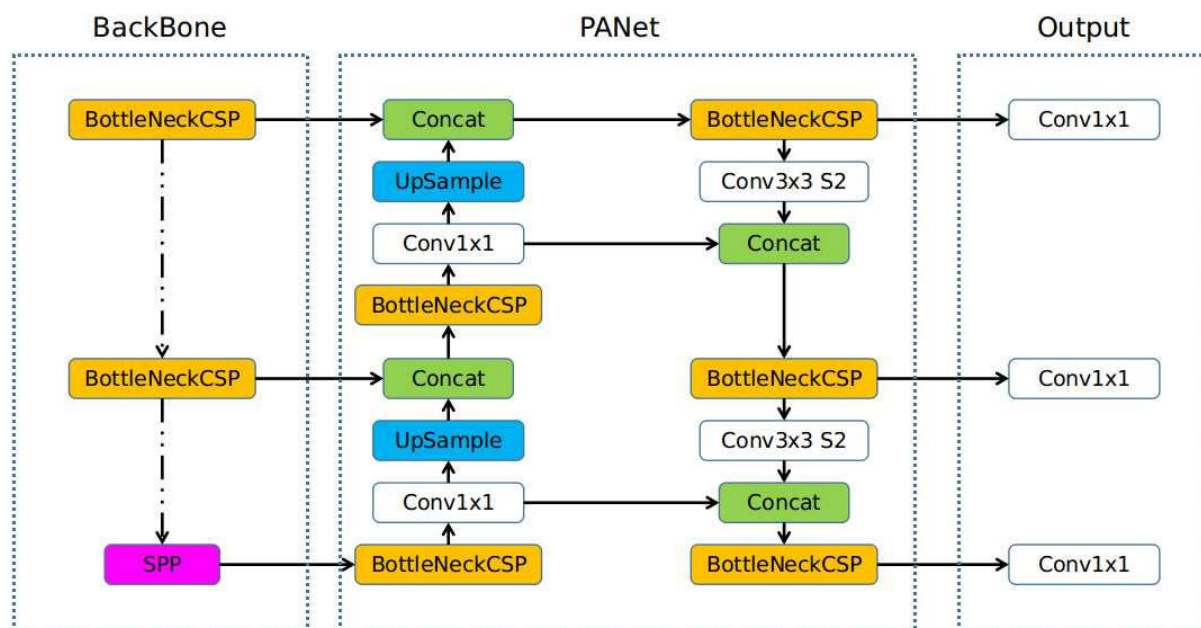 BackBone
PANet
Output
BottleNeckCSP
Concat
BottleNeckCSP
Conv1x1
UpSample
Conv3x3 S2
Conv1x1
Concat
BottleNeckCSP
BottleNeckCSP
Concat
BottleNeckCSP
Conv1x1
UpSample
Conv3x3 S2
Conv1x1
Concat
SPP
BottleNeckCSP
BottleNeckCSP
Conv1x1